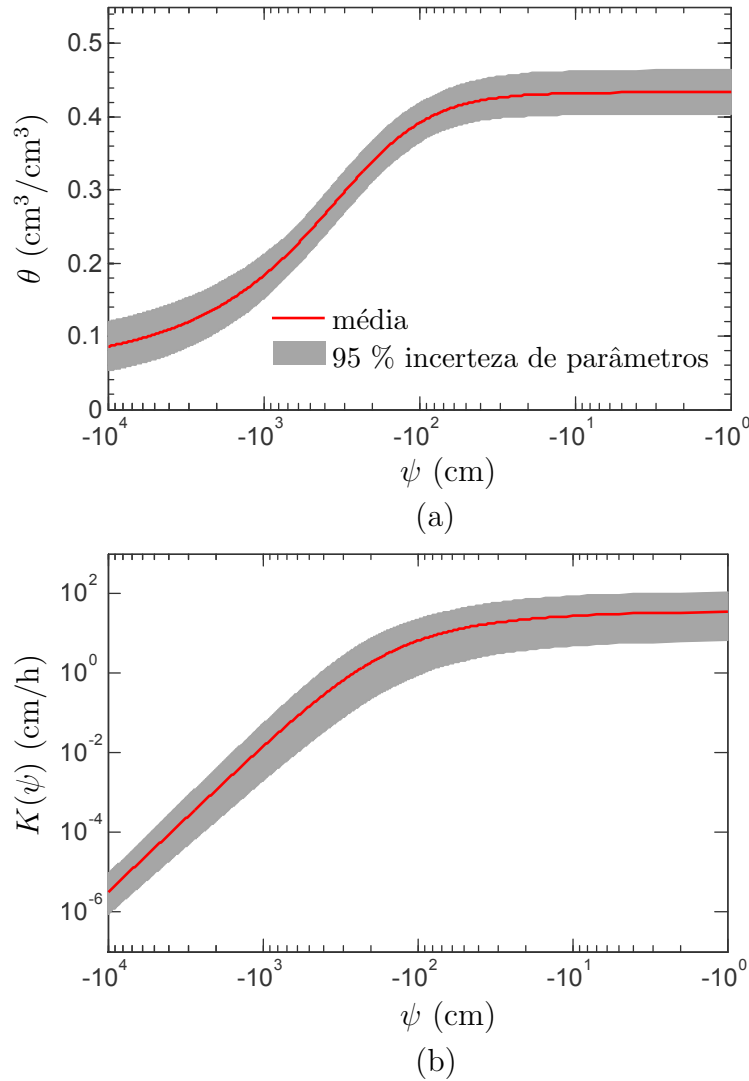 0.5
0.4
0.3
0.2
0.1
0
θ (cm³/cm³)
média
95 % incerteza de parâmetros
-10⁴ -10³ -10² -10¹ -10⁰
ψ (cm)
(a)
10²
10⁰
10⁻²
10⁻⁴
10⁻⁶
K(ψ) (cm/h)
-10⁴ -10³ -10² -10¹ -10⁰
ψ (cm)
(b)